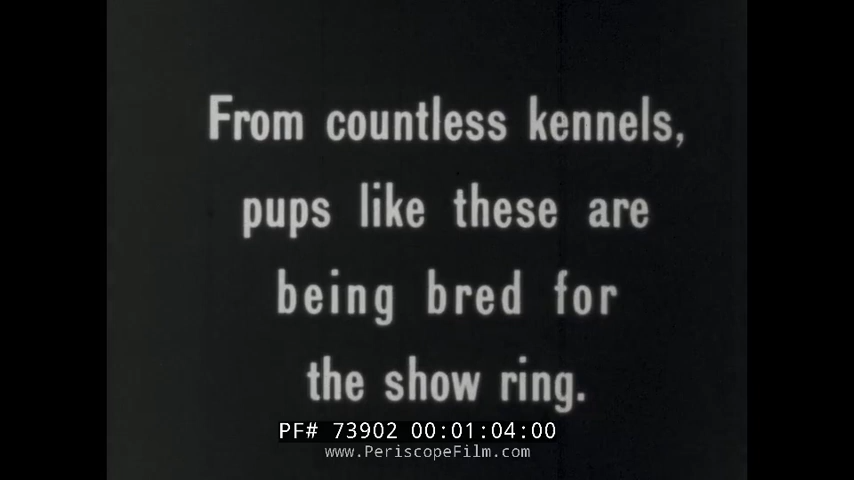 From countless kennels,
pups like these are
being bred for
the show ring.
PF# 73902 00:01:04:00
www.PeriscopeFilm.com